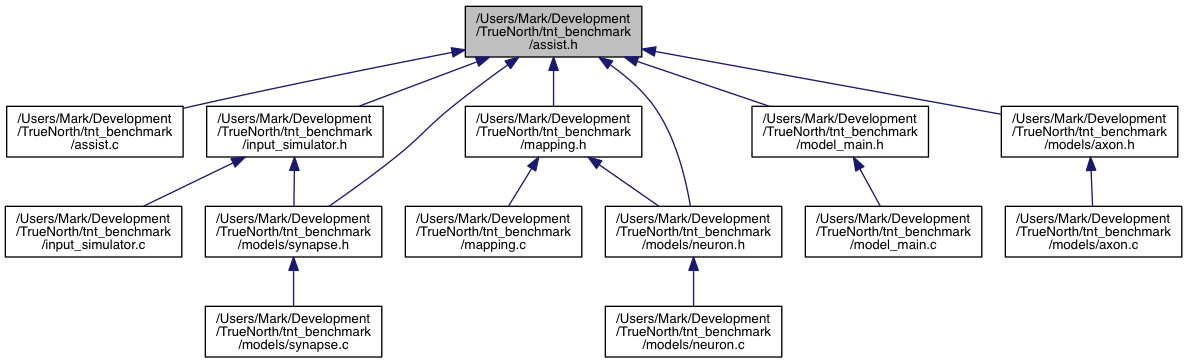 /Users/Mark/Development
/TrueNorth/tnt_benchmark
/assist.h
/Users/Mark/Development
/TrueNorth/tnt_benchmark
/assist.c
/Users/Mark/Development
/TrueNorth/tnt_benchmark
/input_simulator.h
/Users/Mark/Development
/TrueNorth/tnt_benchmark
/mapping.h
/Users/Mark/Development
/TrueNorth/tnt_benchmark
/model_main.h
/Users/Mark/Development
/TrueNorth/tnt_benchmark
/models/axon.h
/Users/Mark/Development
/TrueNorth/tnt_benchmark
/input_simulator.c
/Users/Mark/Development
/TrueNorth/tnt_benchmark
/models/synapse.h
/Users/Mark/Development
/TrueNorth/tnt_benchmark
/mapping.c
/Users/Mark/Development
/TrueNorth/tnt_benchmark
/models/neuron.h
/Users/Mark/Development
/TrueNorth/tnt_benchmark
/model_main.c
/Users/Mark/Development
/TrueNorth/tnt_benchmark
/models/axon.c
/Users/Mark/Development
/TrueNorth/tnt_benchmark
/models/synapse.c
/Users/Mark/Development
/TrueNorth/tnt_benchmark
/models/neuron.c